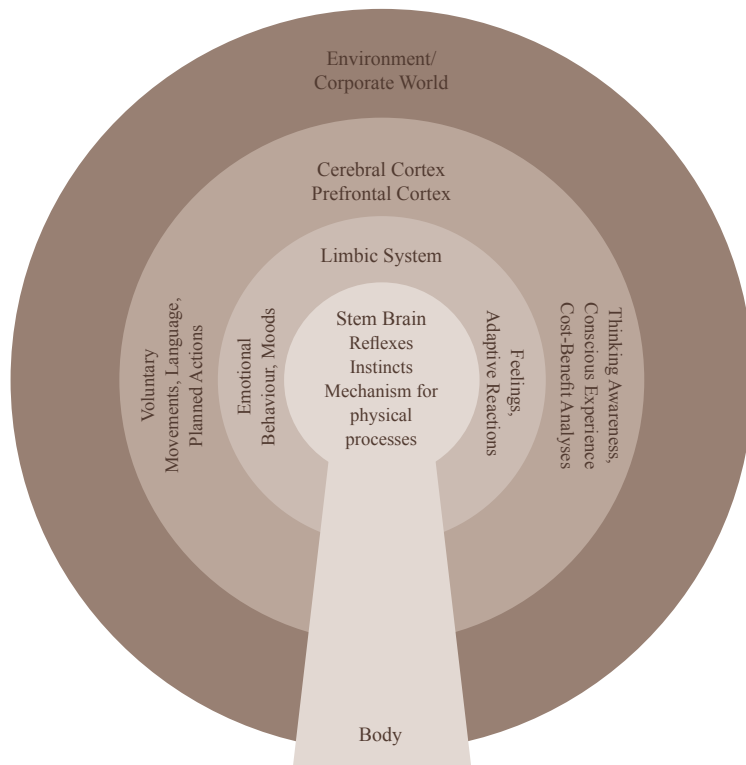 Environment/
Corporate World
Cerebral Cortex
Prefrontal Cortex
Limbic System
Stem Brain
Reflexes
Instincts
Mechanism for
physical
processes
Voluntary
Movements, Language,
Planned Actions
Emotional
Behaviour, Moods
Feelings,
Adaptive Reactions
Thinking Awareness,
Conscious Experience
Cost-Benefit Analyses
Body